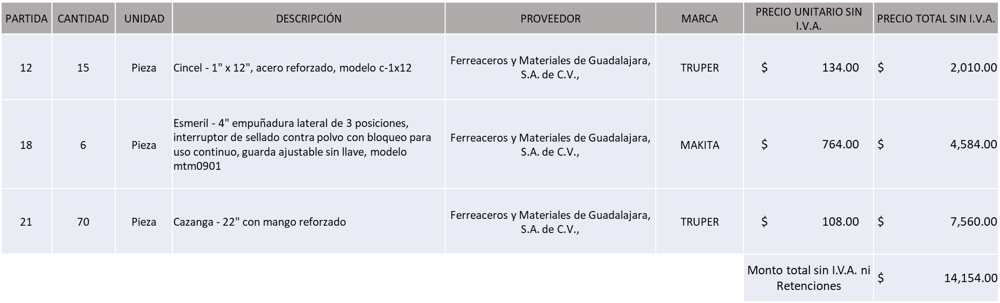 PARTIDA CANTIDAD UNIDAD DESCRIPCIÓN PROVEEDOR MARCA PRECIO UNITARIO SIN I.V.A. PRECIO TOTAL SIN I.V.A.
12 15 Pieza Cincel - 1" x 12", acero reforzado, modelo c-1x12
Ferreaceros y Materiales de Guadalajara,
S.A. de C.V.,
TRUPER $ 134.00 $ 2,010.00
18 6 Pieza
Esmeril - 4" empuñadura lateral de 3 posiciones,
interruptor de sellado contra polvo con bloqueo para
uso continuo, guarda ajustable sin llave, modelo
mtm0901
Ferreaceros y Materiales de Guadalajara,
S.A. de C.V.,
MAKITA $ 764.00 $ 4,584.00
21 70 Pieza Cazanga - 22" con mango reforzado
Ferreaceros y Materiales de Guadalajara,
S.A. de C.V.,
TRUPER $ 108.00 $ 7,560.00
Monto total sin I.V.A. ni
Retenciones
$ 14,154.00